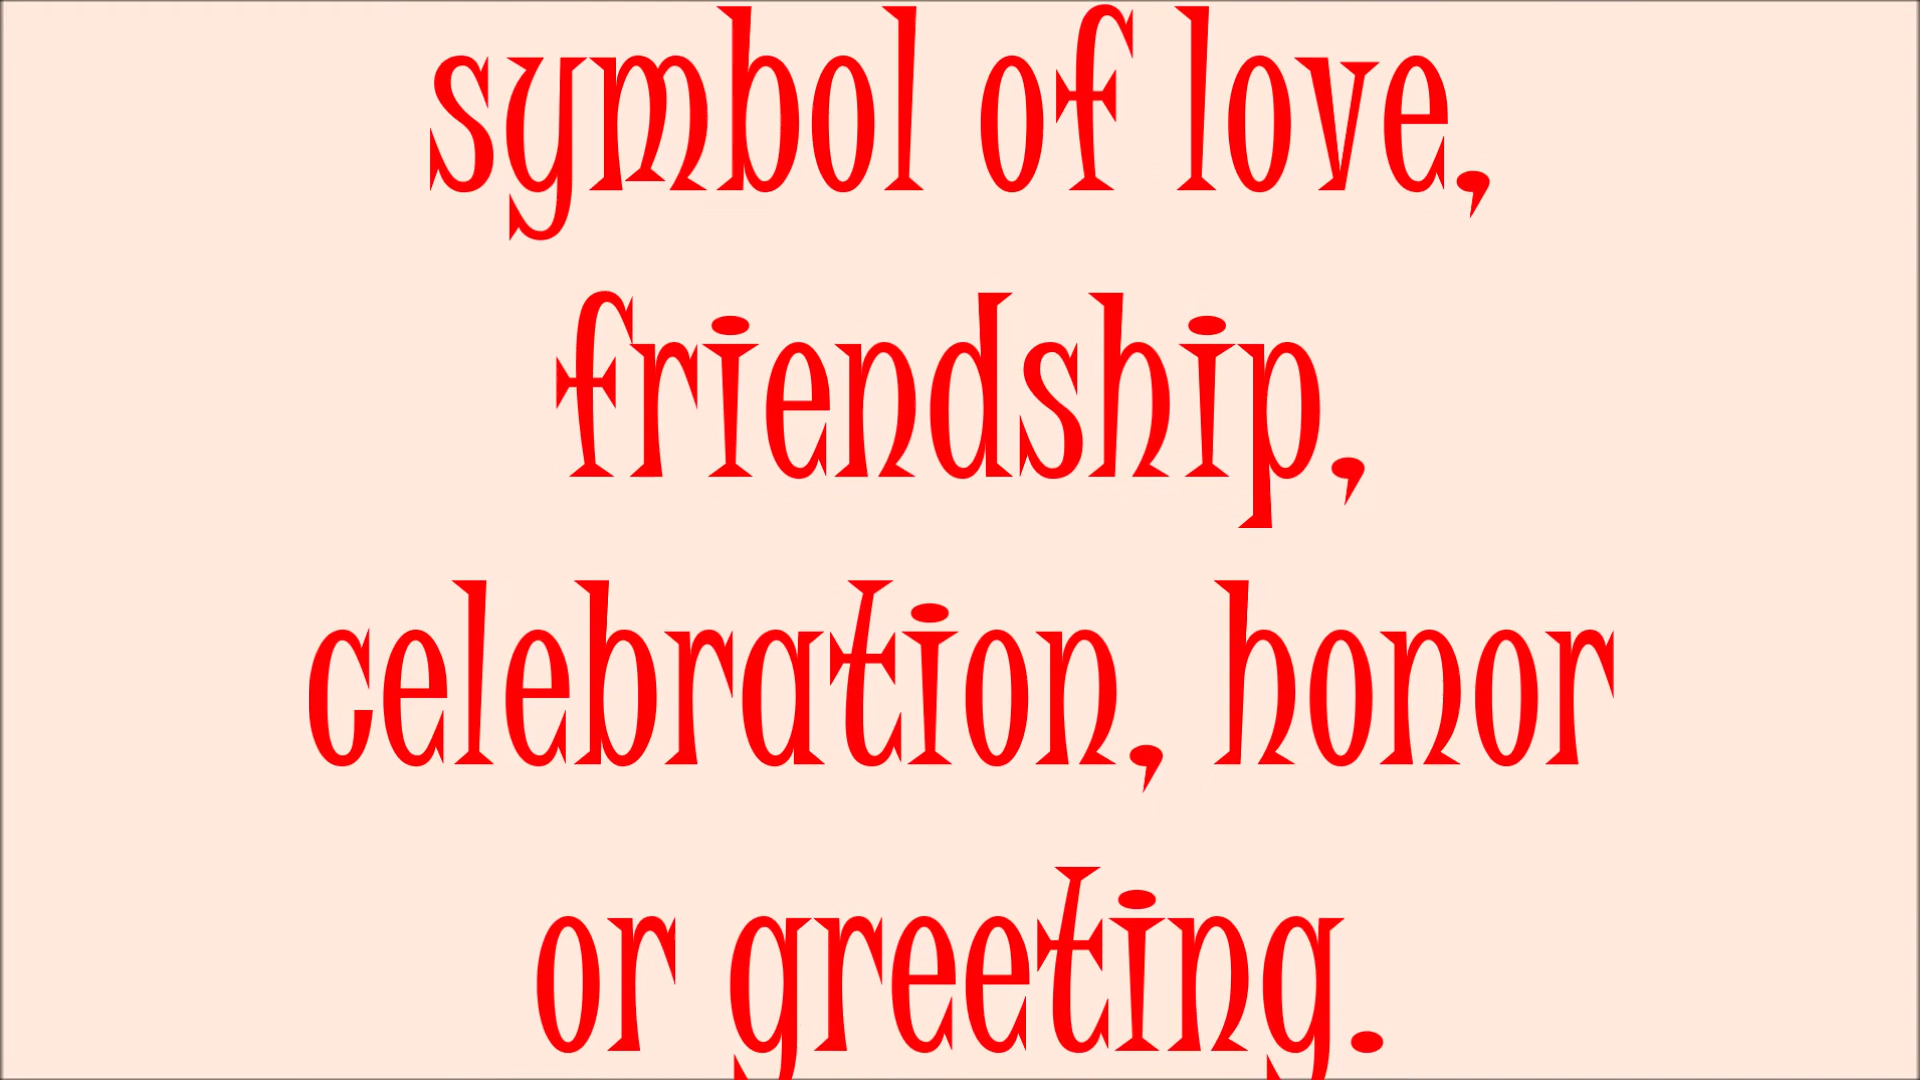 symbol of love,
friendship,
celebration, honor
or greeting.